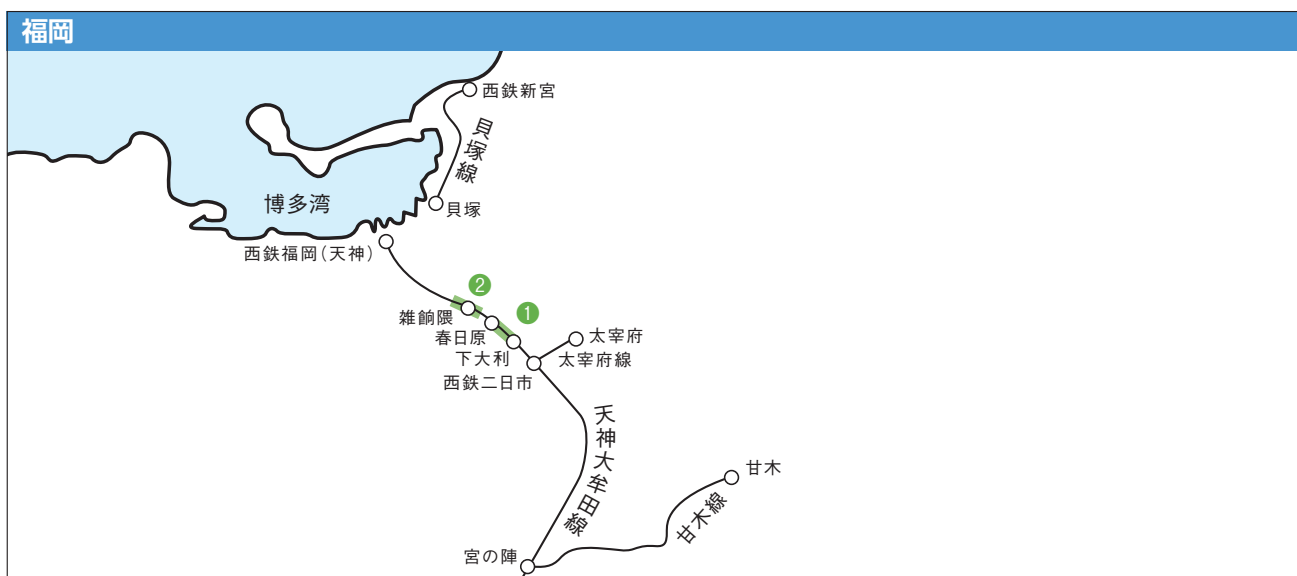 福岡
西鉄新宮
貝塚線
博多湾
貝塚
西鉄福岡(天神)
❷
雑餉隈
❶
春日原
太宰府
下大利
太宰府線
西鉄二日市
天神大牟田線
甘木
甘木線
宮の陣